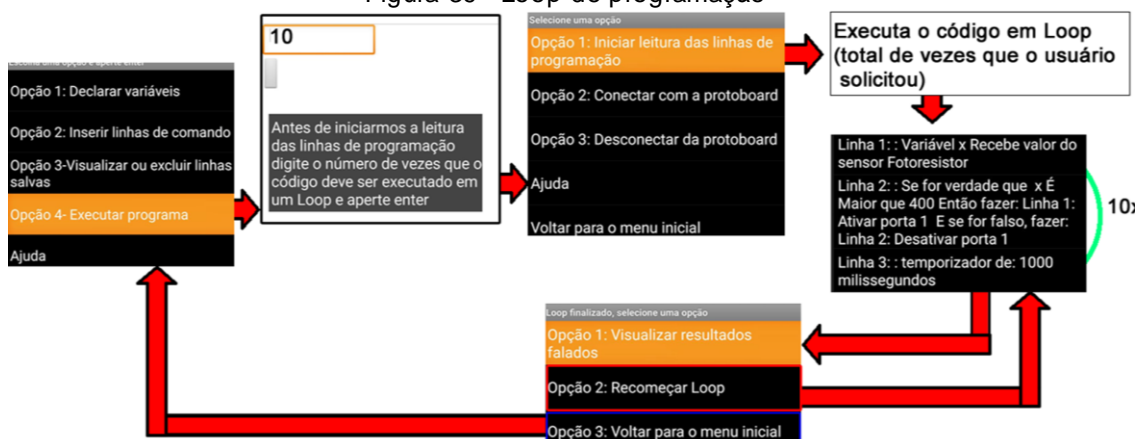 Loop de programação
Escolha uma opção e aperte enter
Opção 1: Declarar variáveis
Opção 2: Inserir linhas de comando
Opção 3-Visualizar ou excluir linhas
salvas
Opção 4- Executar programa
Ajuda
10
Antes de iniciarmos a leitura
das linhas de programação
digite o número de vezes que o
código deve ser executado em
um Loop e aperte enter
Selecione uma opção
Opção 1: Iniciar leitura das linhas de
programação
Opção 2: Conectar com a protoboard
Opção 3: Desconectar da protoboard
Ajuda
Voltar para o menu inicial
Executa o código em Loop
(total de vezes que o usuário
solicitou)
Linha 1: : Variável x Recebe valor do
sensor Fotoresistor
Linha 2: : Se for verdade que x É
Maior que 400 Então fazer: Linha 1:
Ativar porta 1 E se for falso, fazer:
Linha 2: Desativar porta 1
Linha 3: : temporizador de: 1000
milissegundos
10x
Loop finalizado, selecione uma opção
Opção 1: Visualizar resultados
falados
Opção 2: Recomeçar Loop
Opção 3: Voltar para o menu inicial